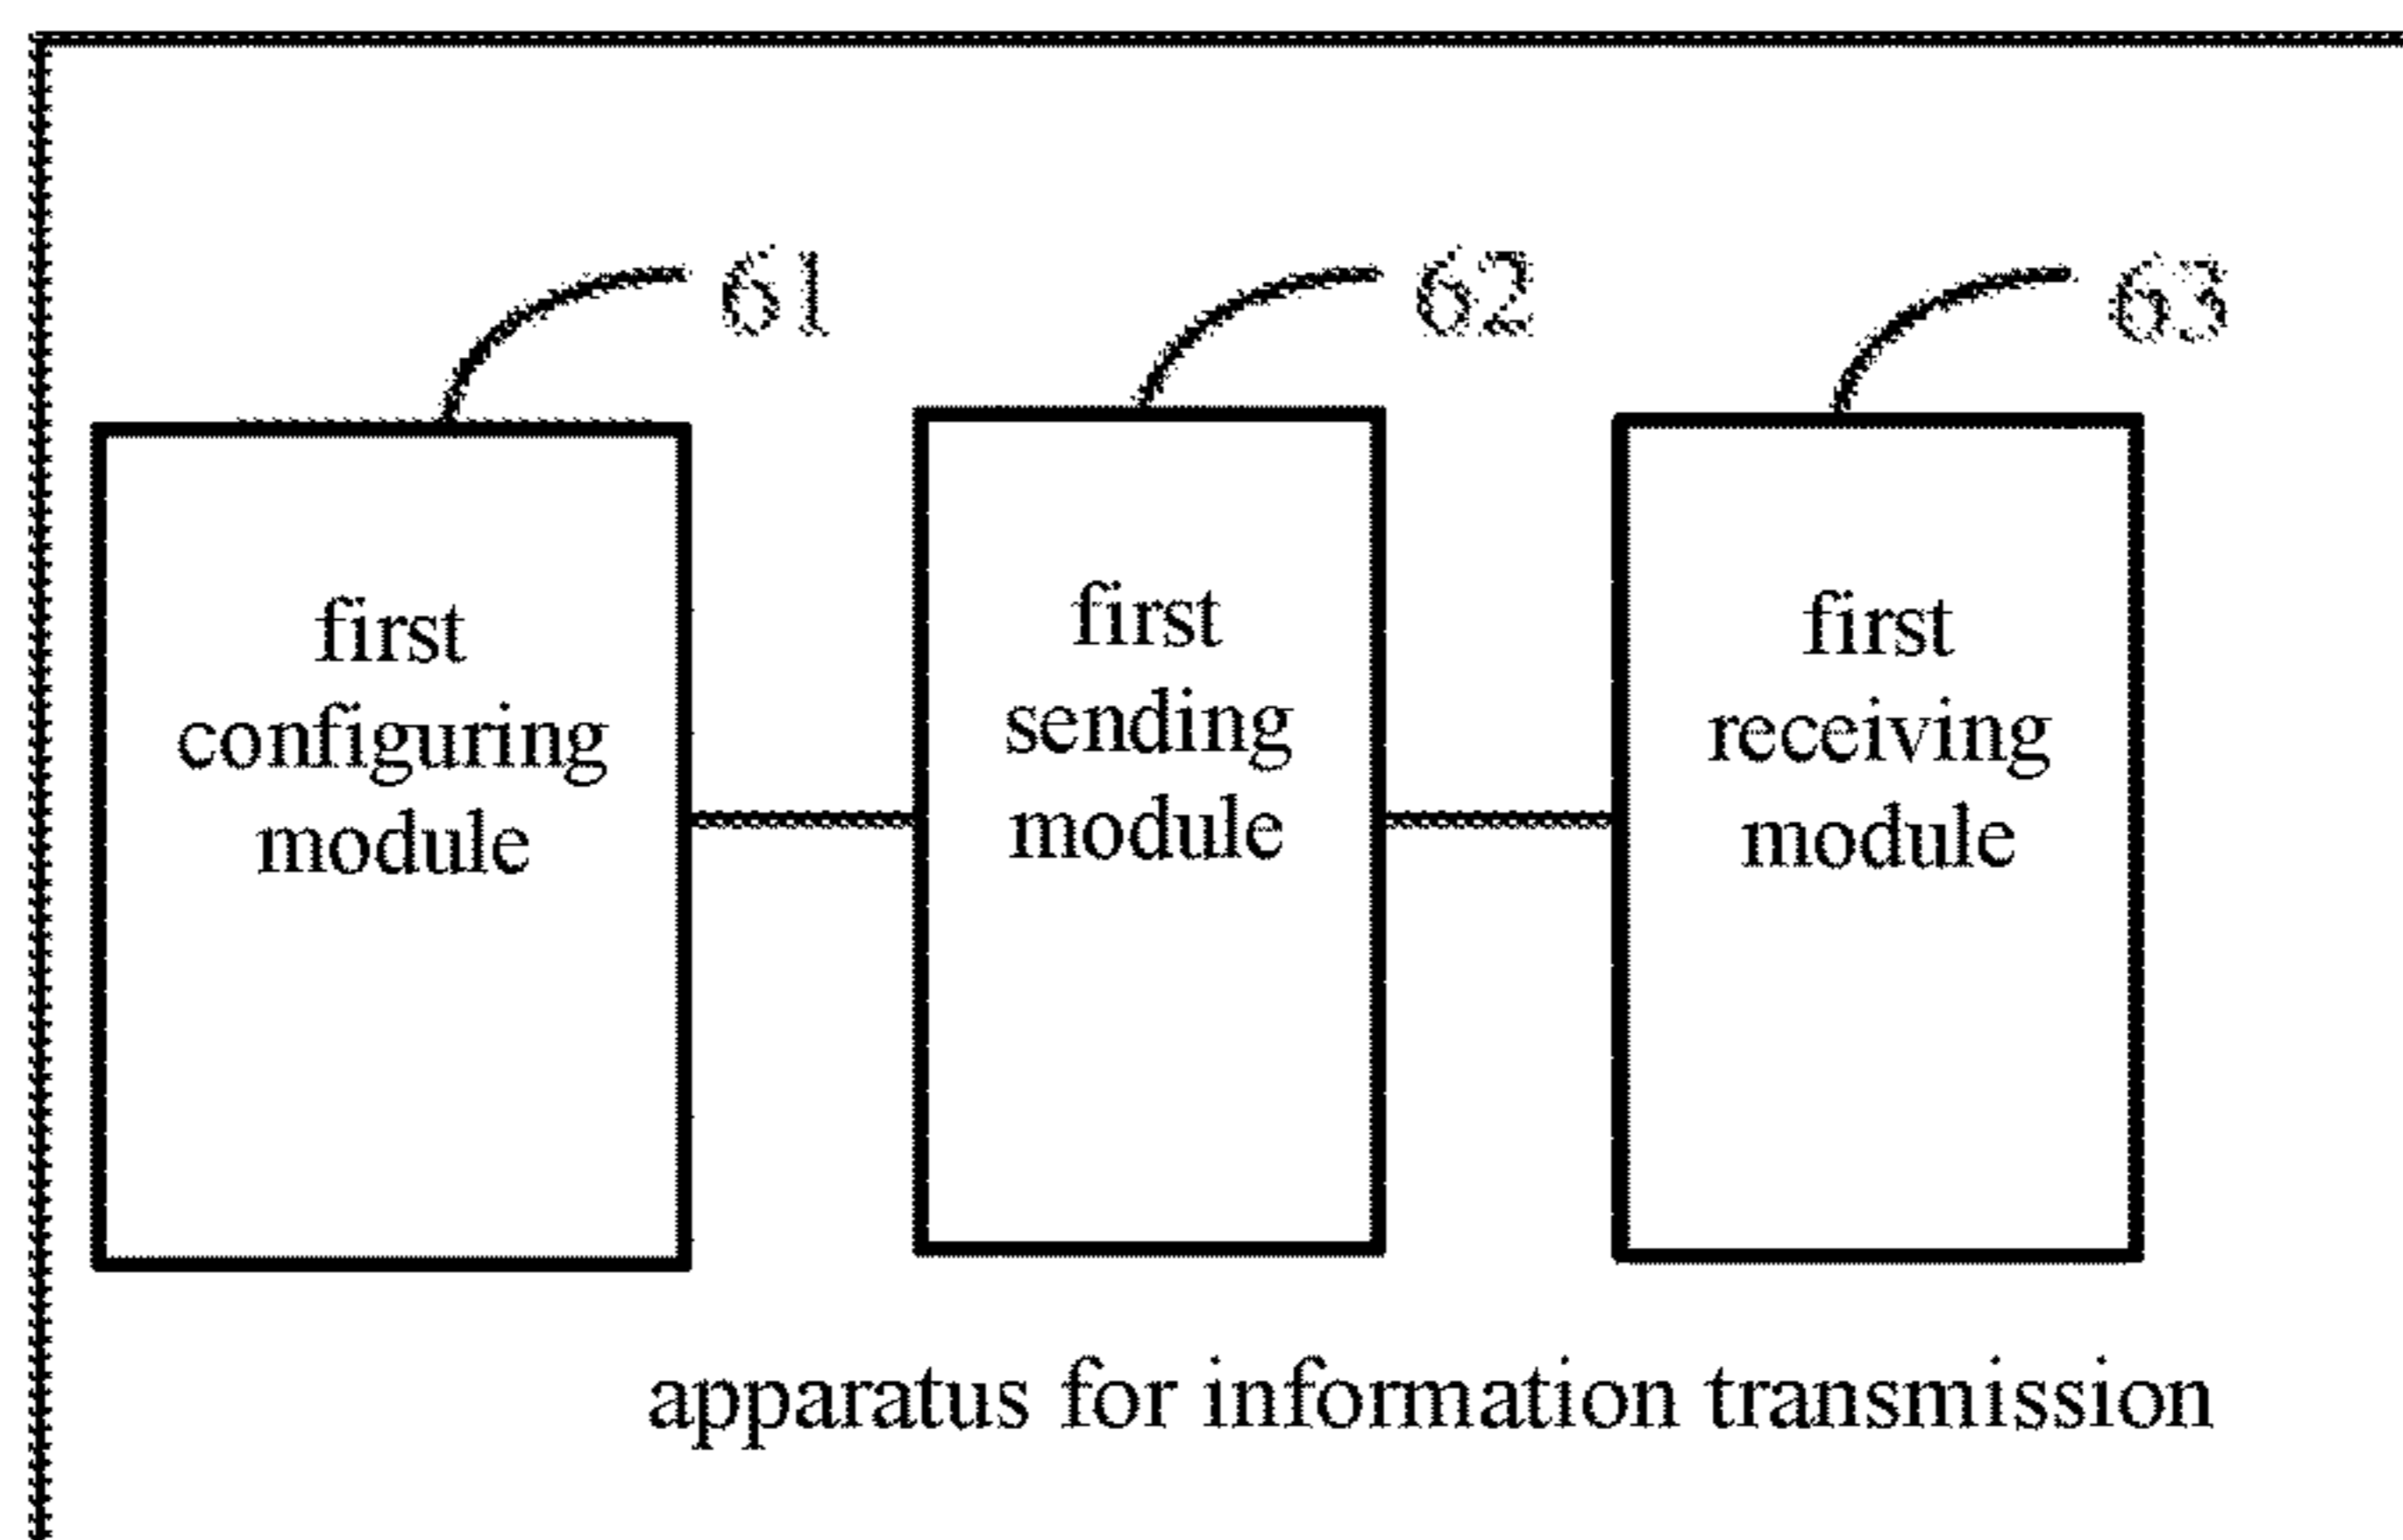 61
62
63
first
configuring
module
first
sending
module
first
receiving
module
apparatus for information transmission